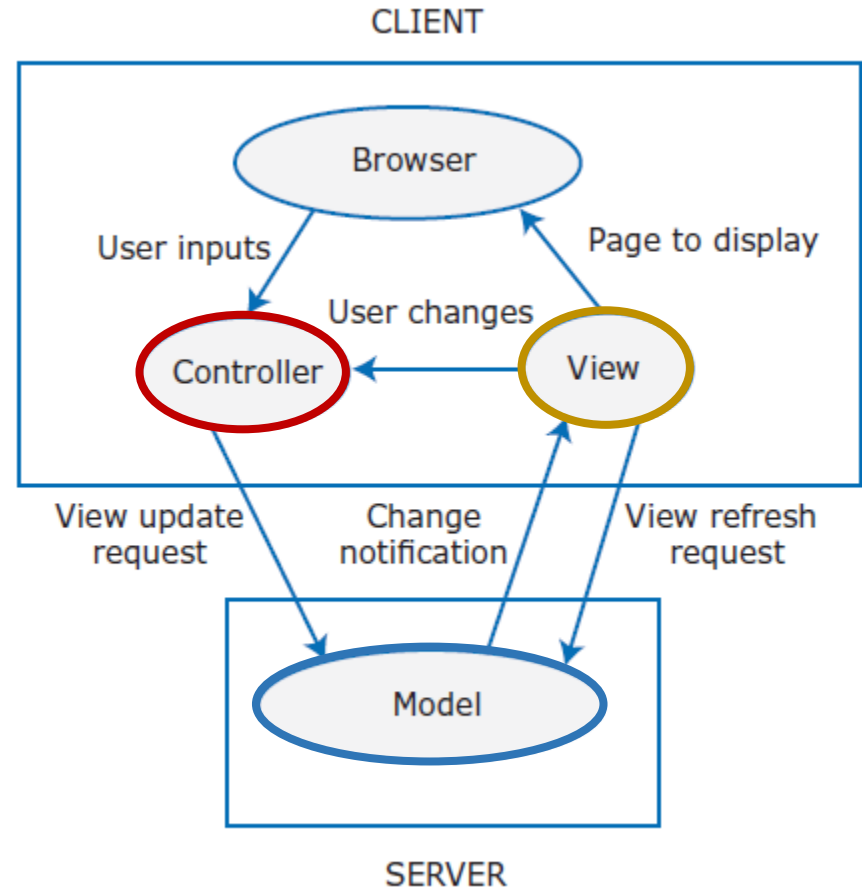 CLIENT
Browser
User inputs
Page to display
User changes
Controller
View
View update
request
Change
notification
View refresh
request
Model
SERVER